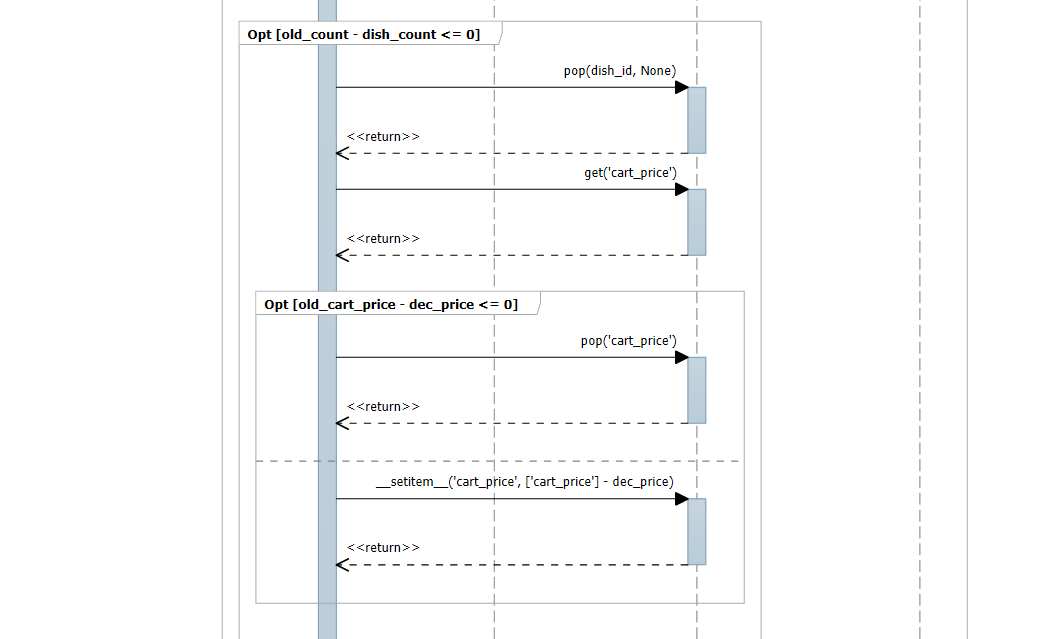 Opt [old_count - dish_count <= 0]
pop(dish_id, None)
<<return>>
get('cart_price')
<<return>>
Opt [old_cart_price - dec_price <= 0]
pop('cart_price')
<<return>>
__setitem__('cart_price', ['cart_price'] - dec_price)
<<return>>